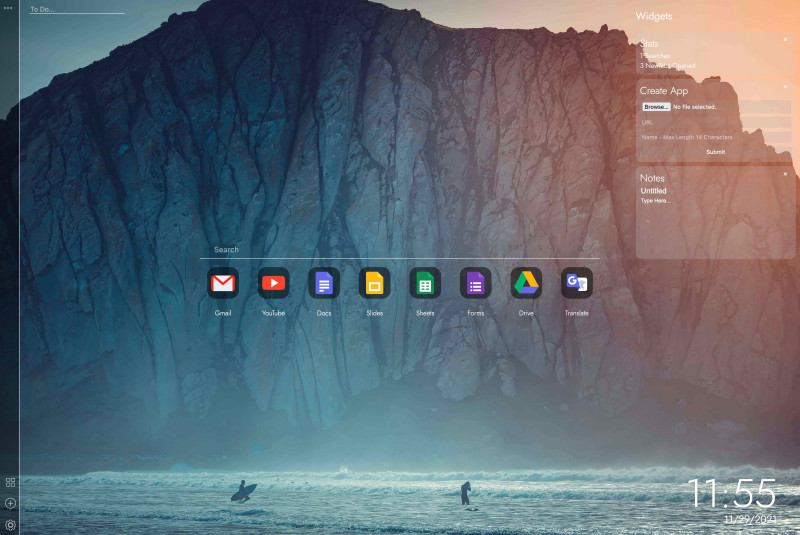 To Do...
Widgets
Stats
1 Searches
3 New Tabs Opened
Create App
Browse... No file selected.
URL
Name - Max Length 14 Characters
Submit
Notes
Untitled
Type Here...
Search
Gmail
YouTube
Docs
Slides
Sheets
Forms
Drive
Translate
11:55
11/29/2021